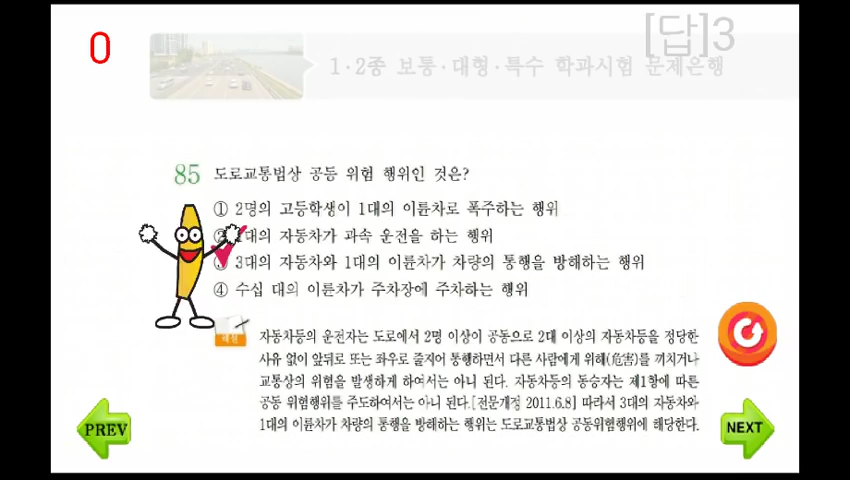 0
[답]3
1·2종 보통·대형·특수 학과시험 문제은행
85 도로교통법상 공동 위험 행위인 것은?
① 2명의 고등학생이 1대의 이륜차로 폭주하는 행위
② 1대의 자동차가 과속 운전을 하는 행위
③ 3대의 자동차와 1대의 이륜차가 차량의 통행을 방해하는 행위
④ 수십 대의 이륜차가 주차장에 주차하는 행위
해설
자동차등의 운전자는 도로에서 2명 이상이 공동으로 2대 이상의 자동차등을 정당한
사유 없이 앞뒤로 또는 좌우로 줄지어 통행하면서 다른 사람에게 위해(危害)를 끼치거나
교통상의 위험을 발생하게 하여서는 아니 된다. 자동차등의 동승자는 제1항에 따른
공동 위험행위를 주도하여서는 아니 된다.[전문개정 2011.6.8] 따라서 3대의 자동차와
1대의 이륜차가 차량의 통행을 방해하는 행위는 도로교통법상 공동위험행위에 해당한다.
PREV
NEXT